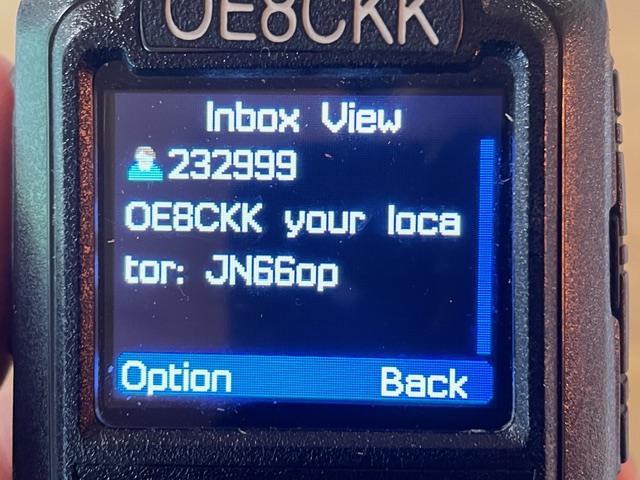 OE8CKK
Inbox View
232999
OE8CKK your loca
tor: JN66op
Option Back